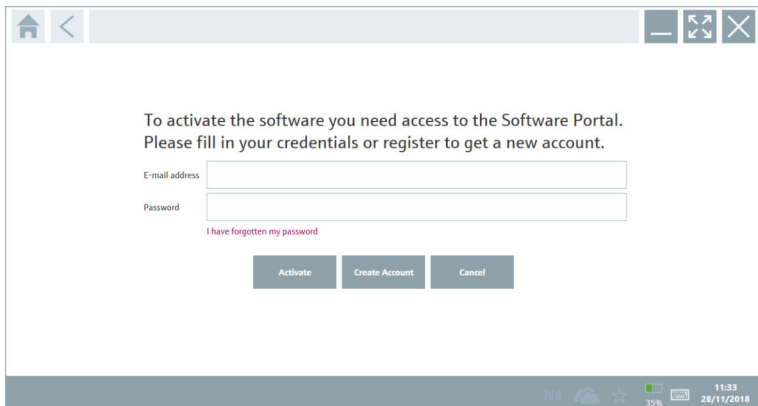 To activate the software you need access to the Software Portal.
Please fill in your credentials or register to get a new account.
E-mail address
Password
I have forgotten my password
Activate Create Account Cancel
35%
11:33
28/11/2018